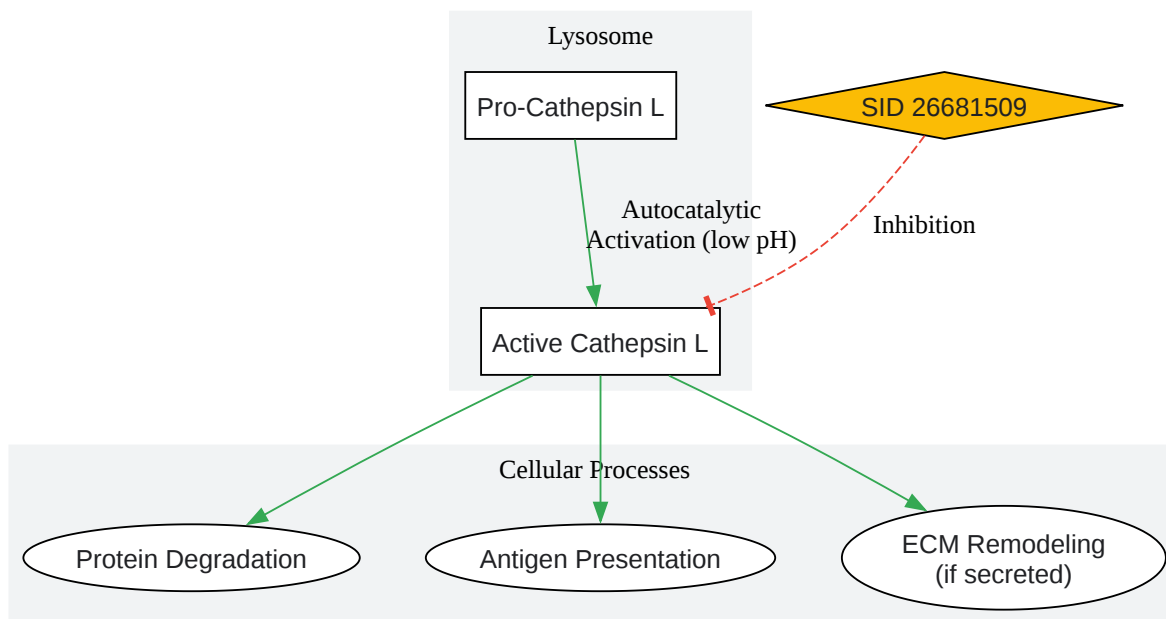 Lysosome
Pro-Cathepsin L
SID 26681509
Autocatalytic
Activation (low pH)
Inhibition
Active Cathepsin L
Cellular Processes
Protein Degradation
Antigen Presentation
ECM Remodeling
(if secreted)